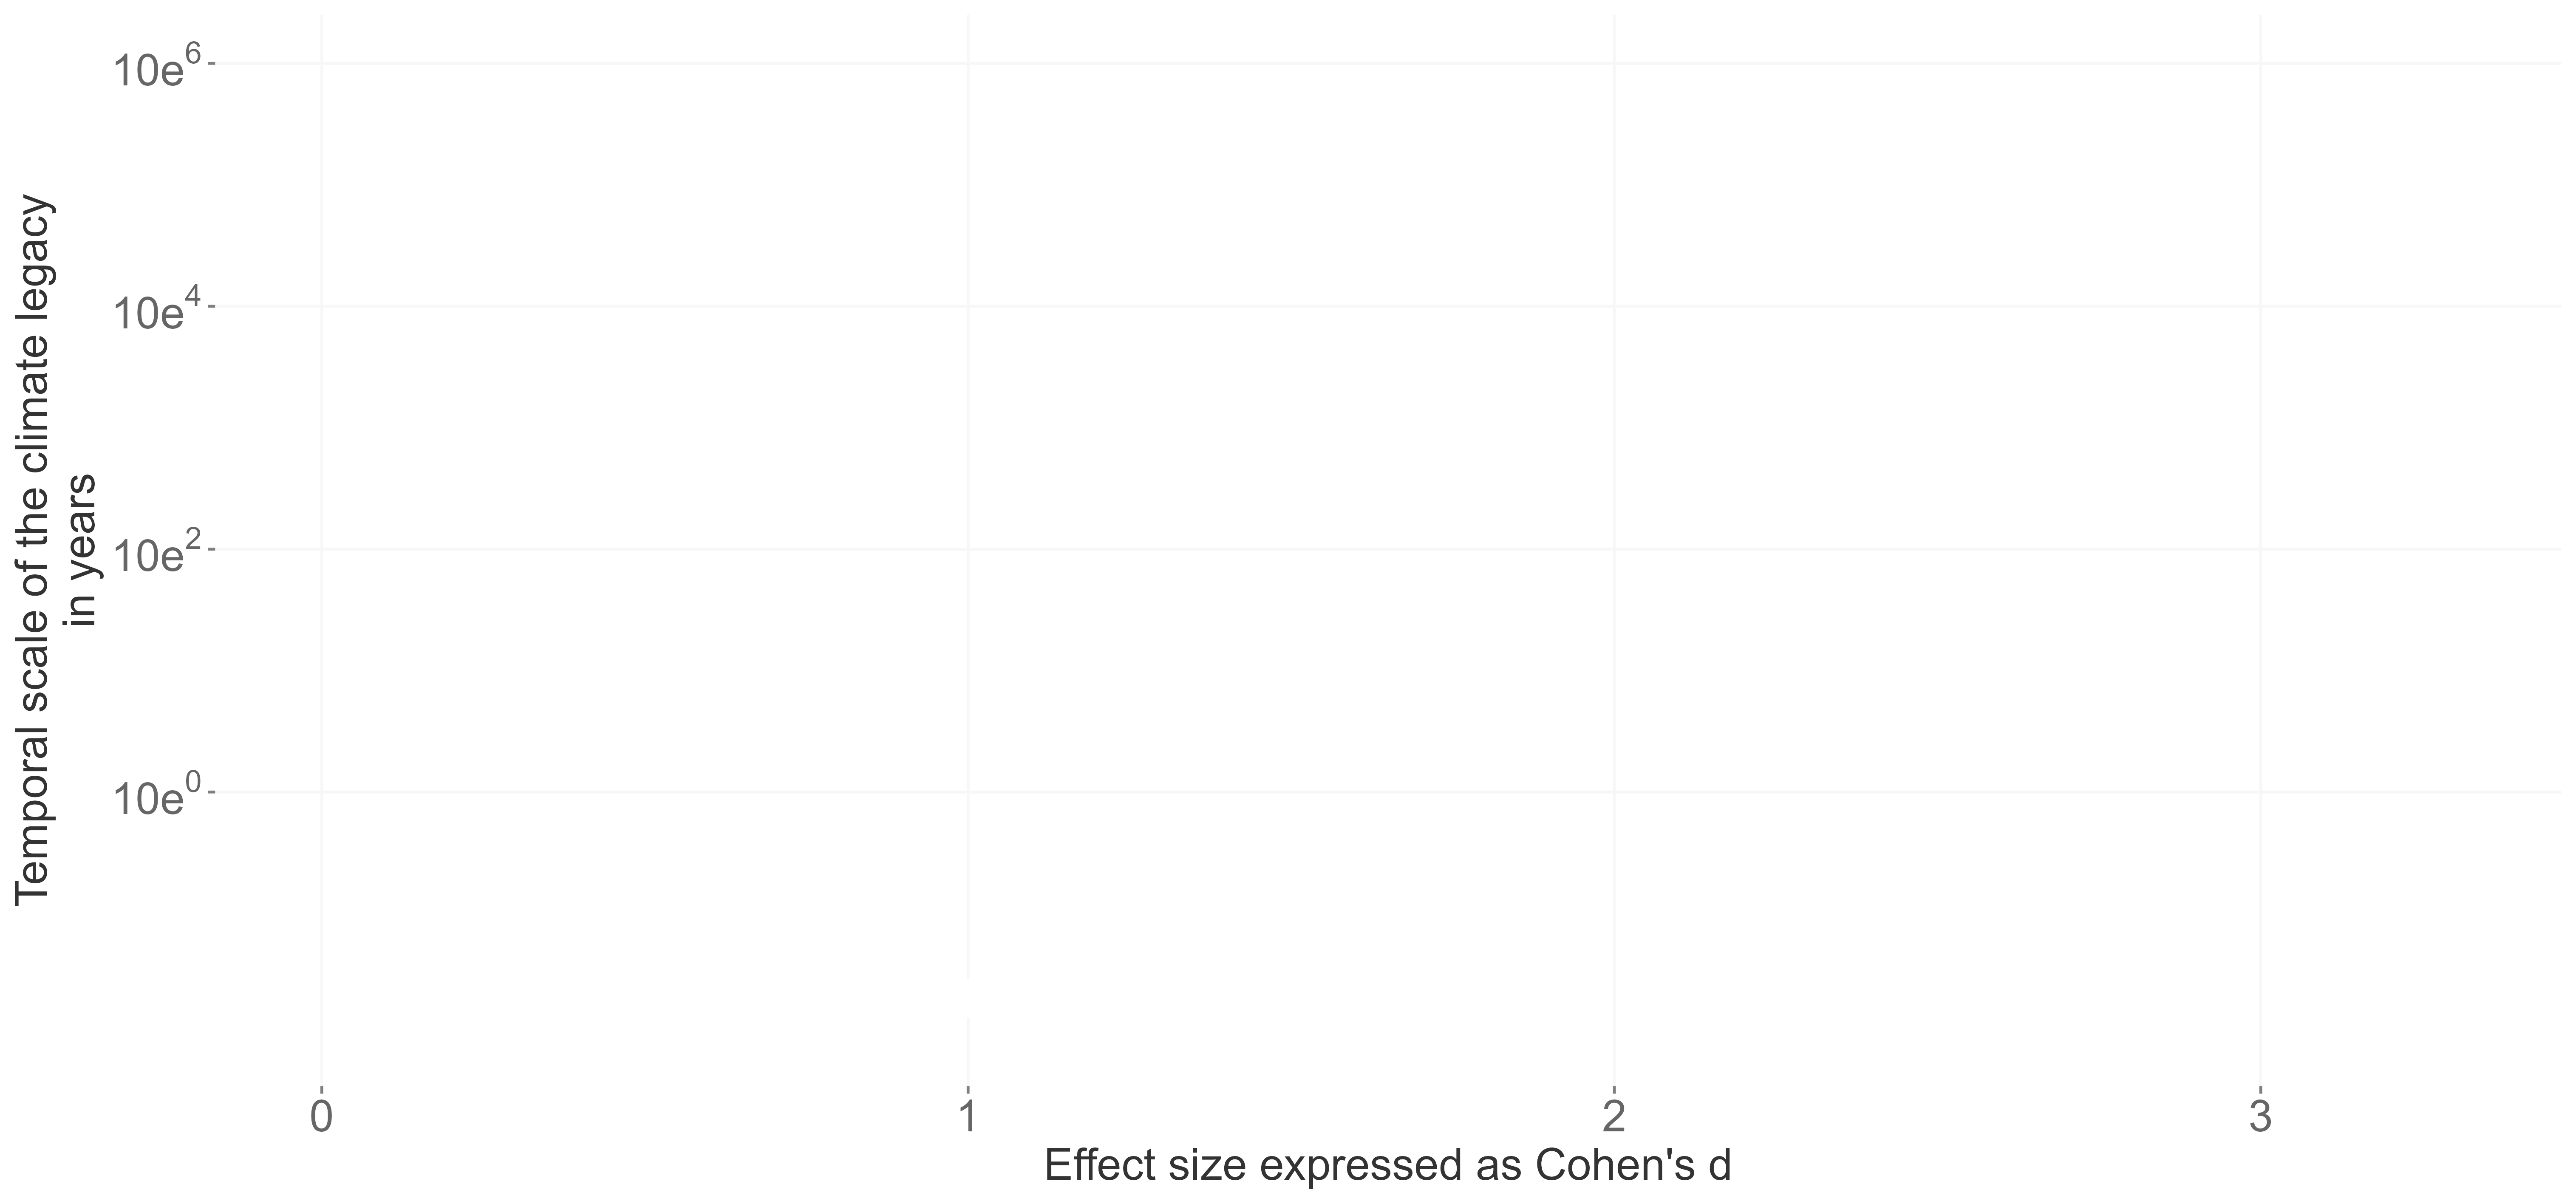 Temporal scale of the climate legacy
in years
10e⁶
10e⁴
10e²
10e⁰
0 1 2 3
Effect size expressed as Cohen's d